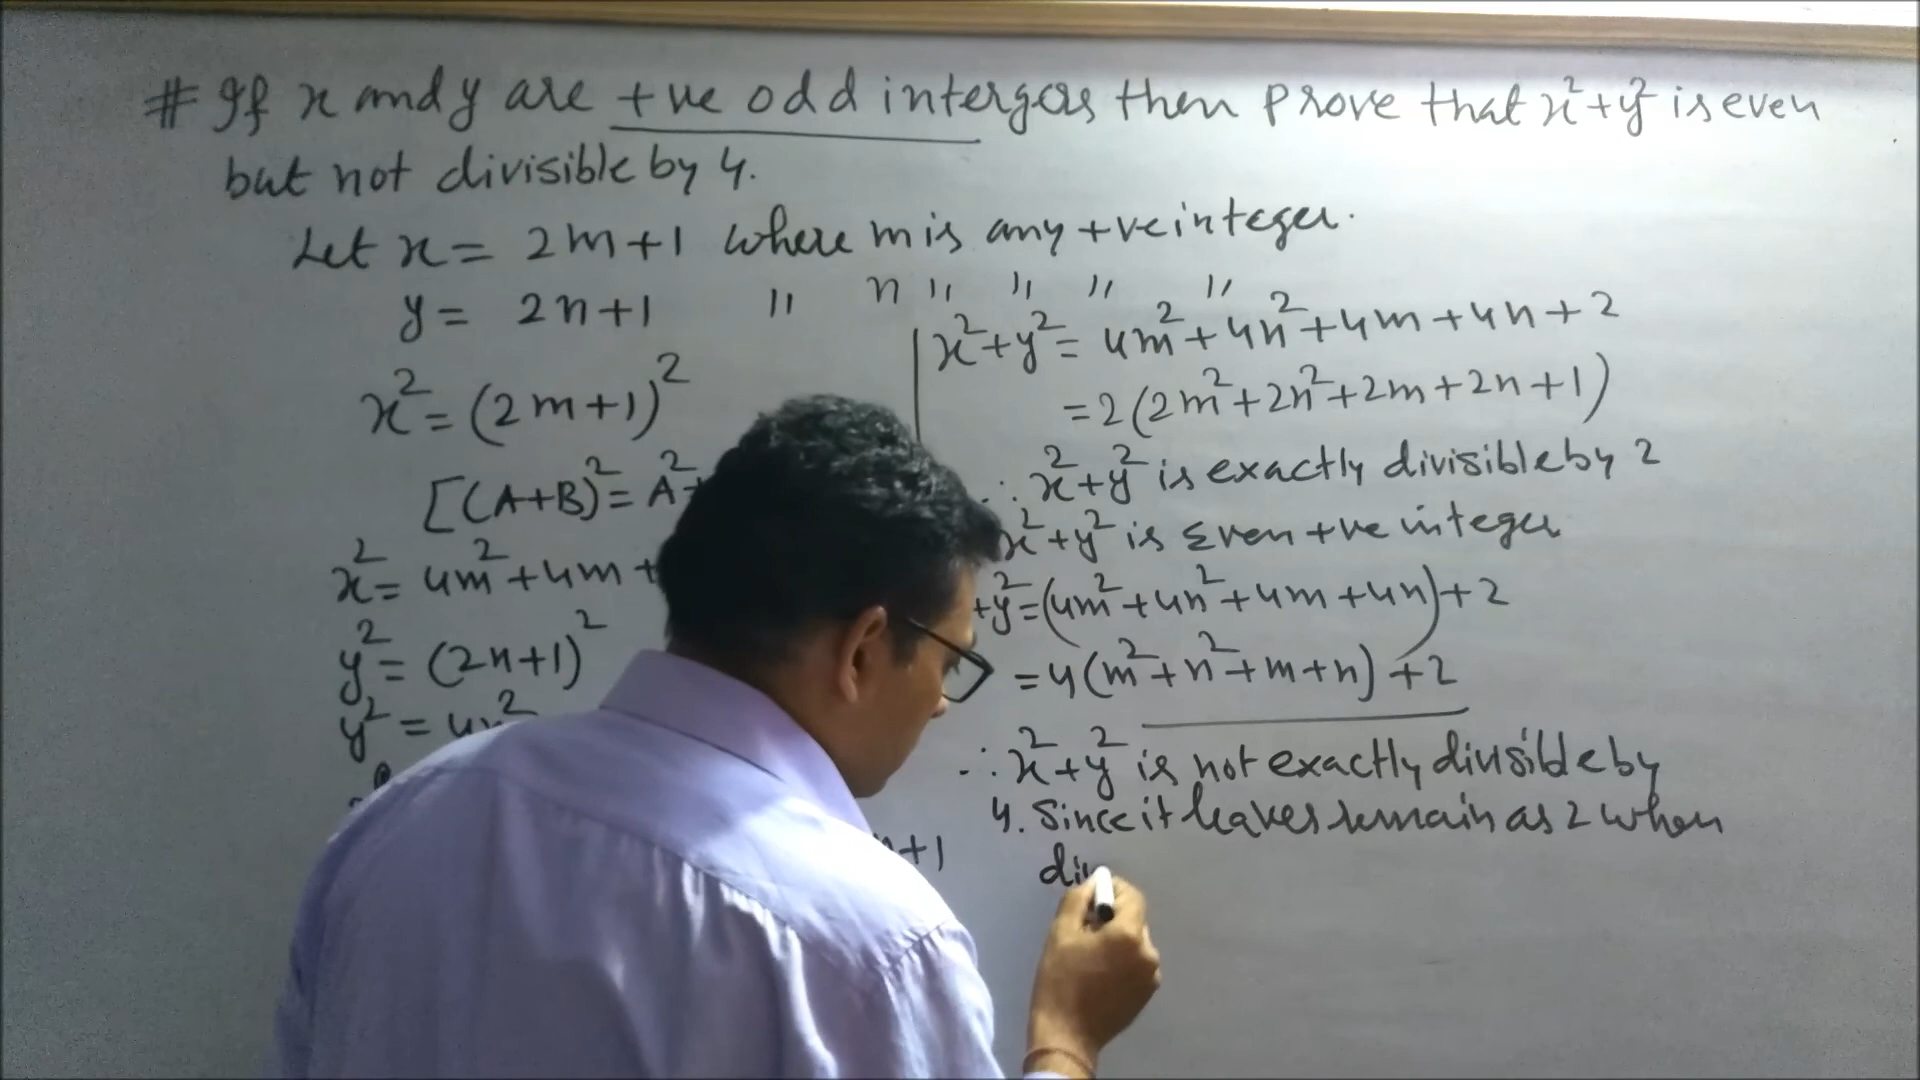 # If x and y are +ve odd intergers then prove that x²+y² is even
but not divisible by 4.
Let x = 2m+1 where m is any +ve integer.
y = 2n+1 " n " " " "
x² = (2m+1)²
[(A+B)² = A²+
x² = 4m²+4m+
y² = (2n+1)²
y² = 4n²
n+1
x²+y² = 4m²+4n²+4m+4n+2
= 2(2m²+2n²+2m+2n+1)
∴ x²+y² is exactly divisible by 2
x²+y² is Even +ve integer
+y² = (4m²+4n²+4m+4n)+2
= 4(m²+n²+m+n)+2
∴ x²+y² is not exactly divisible by
4. Since it leaves remain as 2 when
div